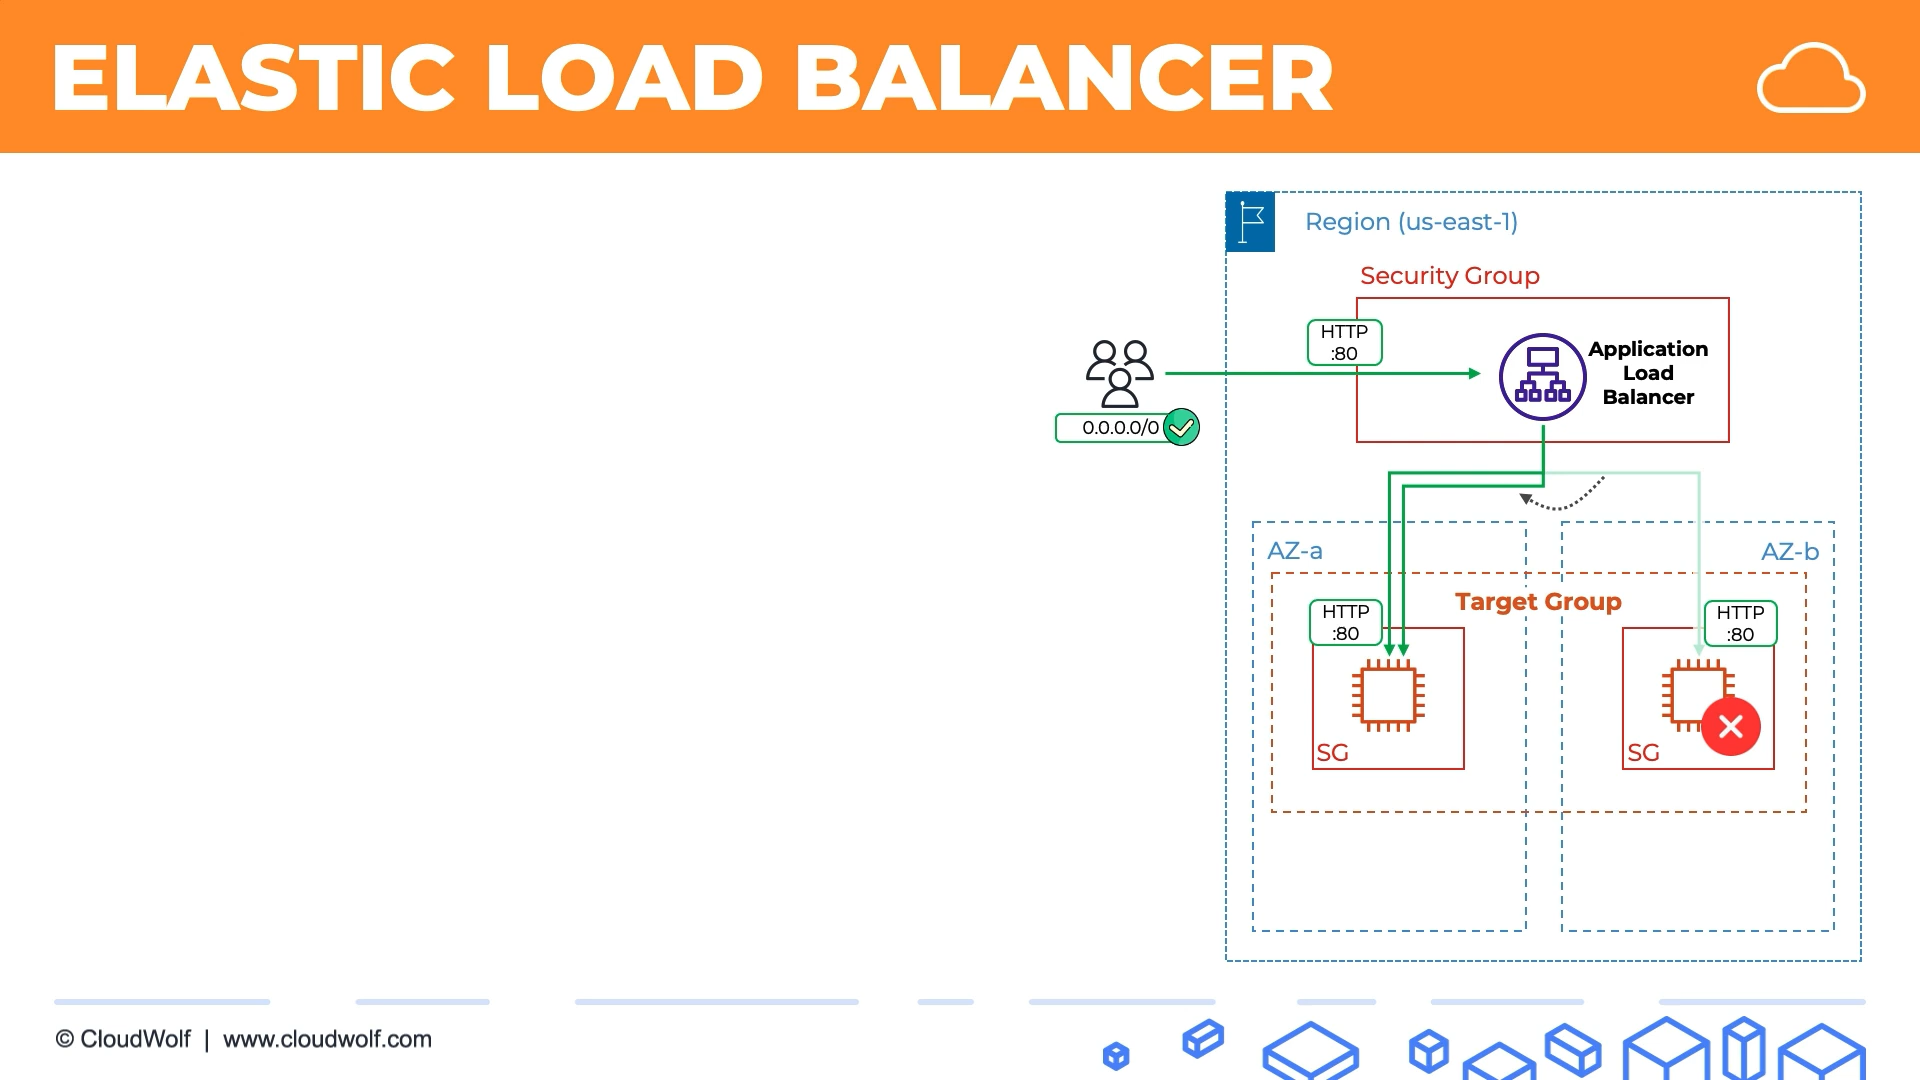 ELASTIC LOAD BALANCER
Region (us-east-1)
Security Group
HTTP
:80
Application
Load
Balancer
0.0.0.0/0
AZ-a
AZ-b
Target Group
HTTP
:80
HTTP
:80
SG
SG
© CloudWolf | www.cloudwolf.com